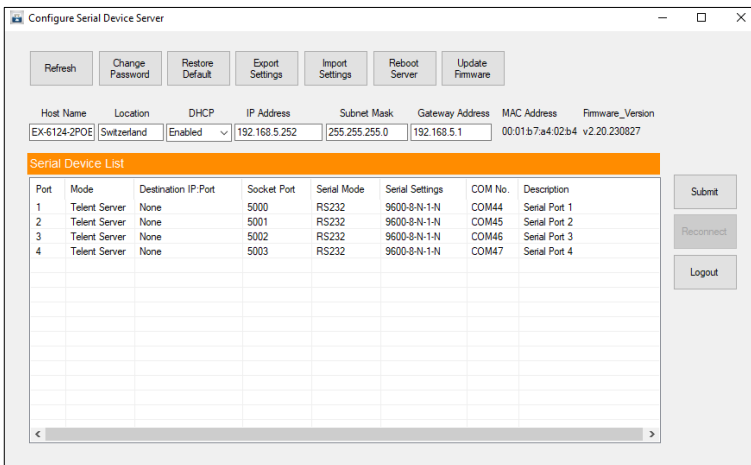 Configure Serial Device Server
Refresh Change Password Restore Default Export Settings Import Settings Reboot Server Update Firmware
Host Name Location DHCP IP Address Subnet Mask Gateway Address MAC Address Firmware_Version
EX-6124-2POE Switzerland Enabled 192.168.5.252 255.255.255.0 192.168.5.1 00:01:b7:a4:02:b4 v2.20.230827
Serial Device List
Port Mode Destination IP:Port Socket Port Serial Mode Serial Settings COM No. Description
1 Telent Server None 5000 RS232 9600-8-N-1-N COM44 Serial Port 1
2 Telent Server None 5001 RS232 9600-8-N-1-N COM45 Serial Port 2
3 Telent Server None 5002 RS232 9600-8-N-1-N COM46 Serial Port 3
4 Telent Server None 5003 RS232 9600-8-N-1-N COM47 Serial Port 4
Submit
Reconnect
Logout